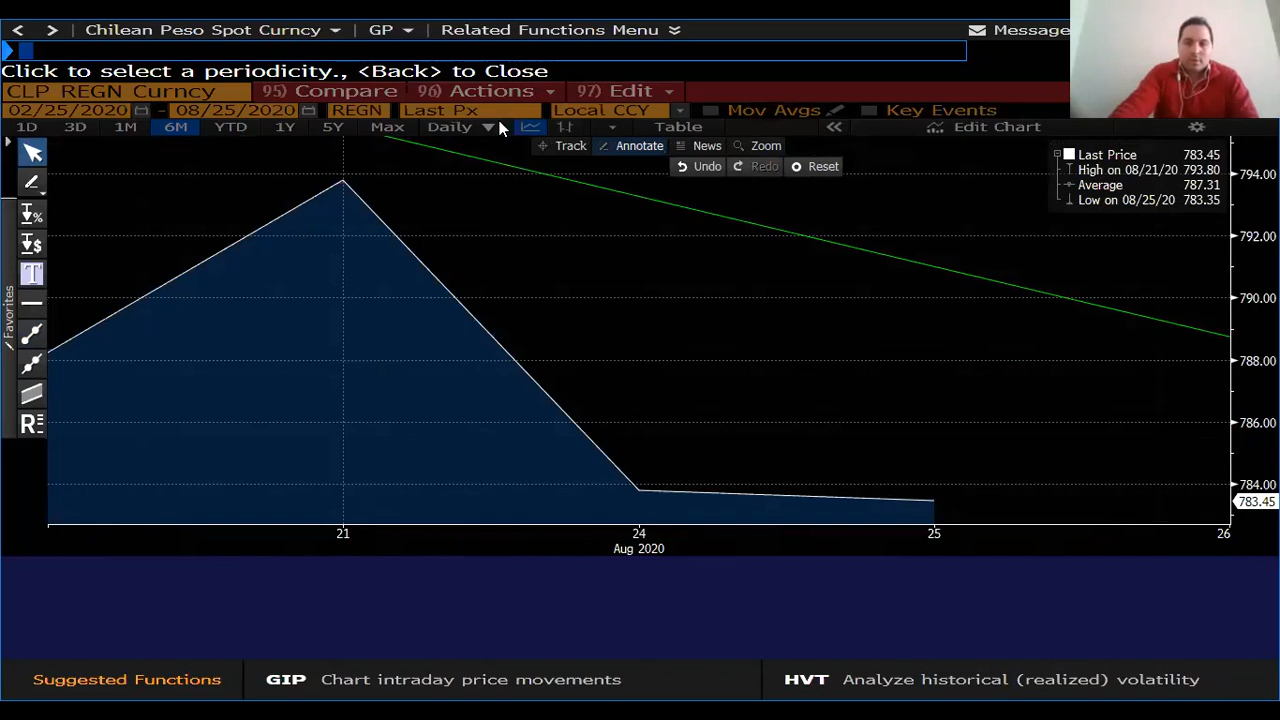 Chilean Peso Spot Curncy GP Related Functions Menu Message
Click to select a periodicity., <Back> to Close
CLP REGN Curncy 95) Compare 96) Actions 97) Edit
02/25/2020 - 08/25/2020 REGN Last Px Local CCY Mov Avgs Key Events
1D 3D 1M 6M YTD 1Y 5Y Max Daily Table Edit Chart
Track Annotate News Zoom
Undo Redo Reset
Last Price 783.45
High on 08/21/20 793.80
Average 787.31
Low on 08/25/20 783.35
% 
$
T
R
Favorites
794.00
792.00
790.00
788.00
786.00
784.00
783.45
21 24 25 26
Aug 2020
Suggested Functions GIP Chart intraday price movements HVT Analyze historical (realized) volatility